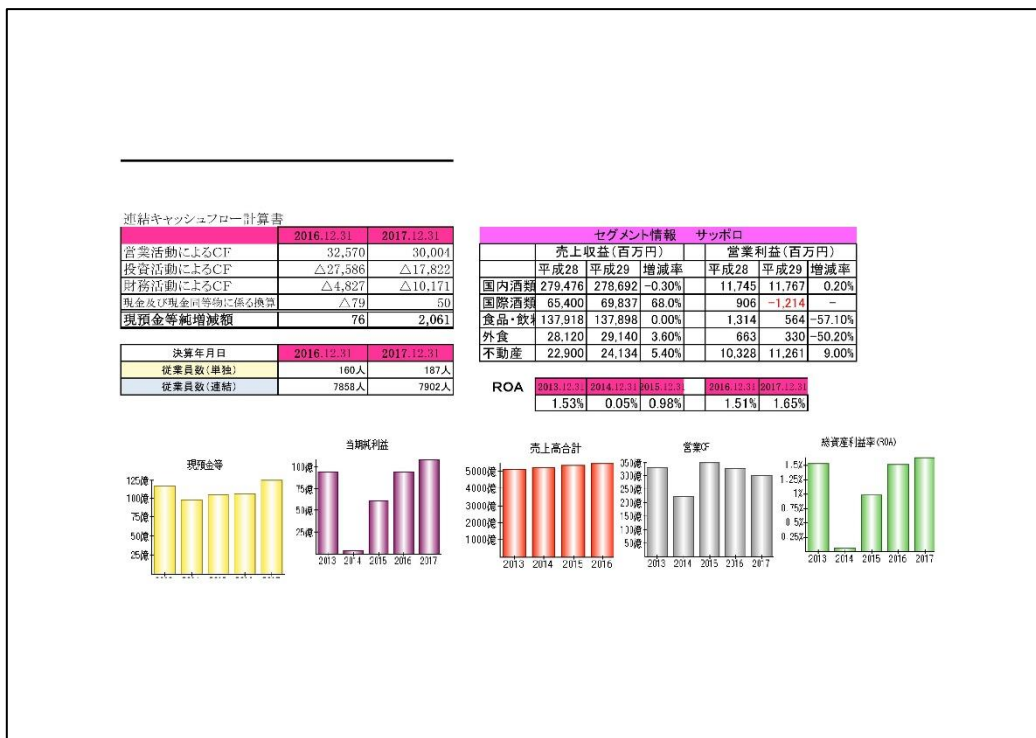 連結キャッシュフロー計算書
2016.12.31 2017.12.31
営業活動によるCF 32,570 30,004
投資活動によるCF △27,586 △17,822
財務活動によるCF △4,827 △10,171
現金及び現金同等物に係る換算 △79 50
現預金等純増減額 76 2,061
決算年月日 2016.12.31 2017.12.31
従業員数(単独) 160人 187人
従業員数(連結) 7858人 7902人
セグメント情報 サッポロ
売上収益(百万円) 営業利益(百万円)
平成28 平成29 増減率 平成28 平成29 増減率
国内酒類 279,476 278,692 -0.30% 11,745 11,767 0.20%
国際酒類 65,400 69,837 68.0% 906 -1,214 -
食品・飲料 137,918 137,898 0.00% 1,314 564 -57.10%
外食 28,120 29,140 3.60% 663 330 -50.20%
不動産 22,900 24,134 5.40% 10,328 11,261 9.00%
ROA 2013.12.31 2014.12.31 2015.12.31 2016.12.31 2017.12.31
1.53% 0.05% 0.98% 1.51% 1.65%
現預金等
125億
100億
75億
50億
25億
当期純利益
100億
75億
50億
25億
2013 2014 2015 2016 2017
売上高合計
5000億
4000億
3000億
2000億
1000億
2013 2014 2015 2016
営業CF
350億
300億
250億
200億
150億
100億
50億
2013 2014 2015 2016 2017
総資産利益率(ROA)
1.5%
1.25%
1%
0.75%
0.5%
0.25%
2013 2014 2015 2016 2017